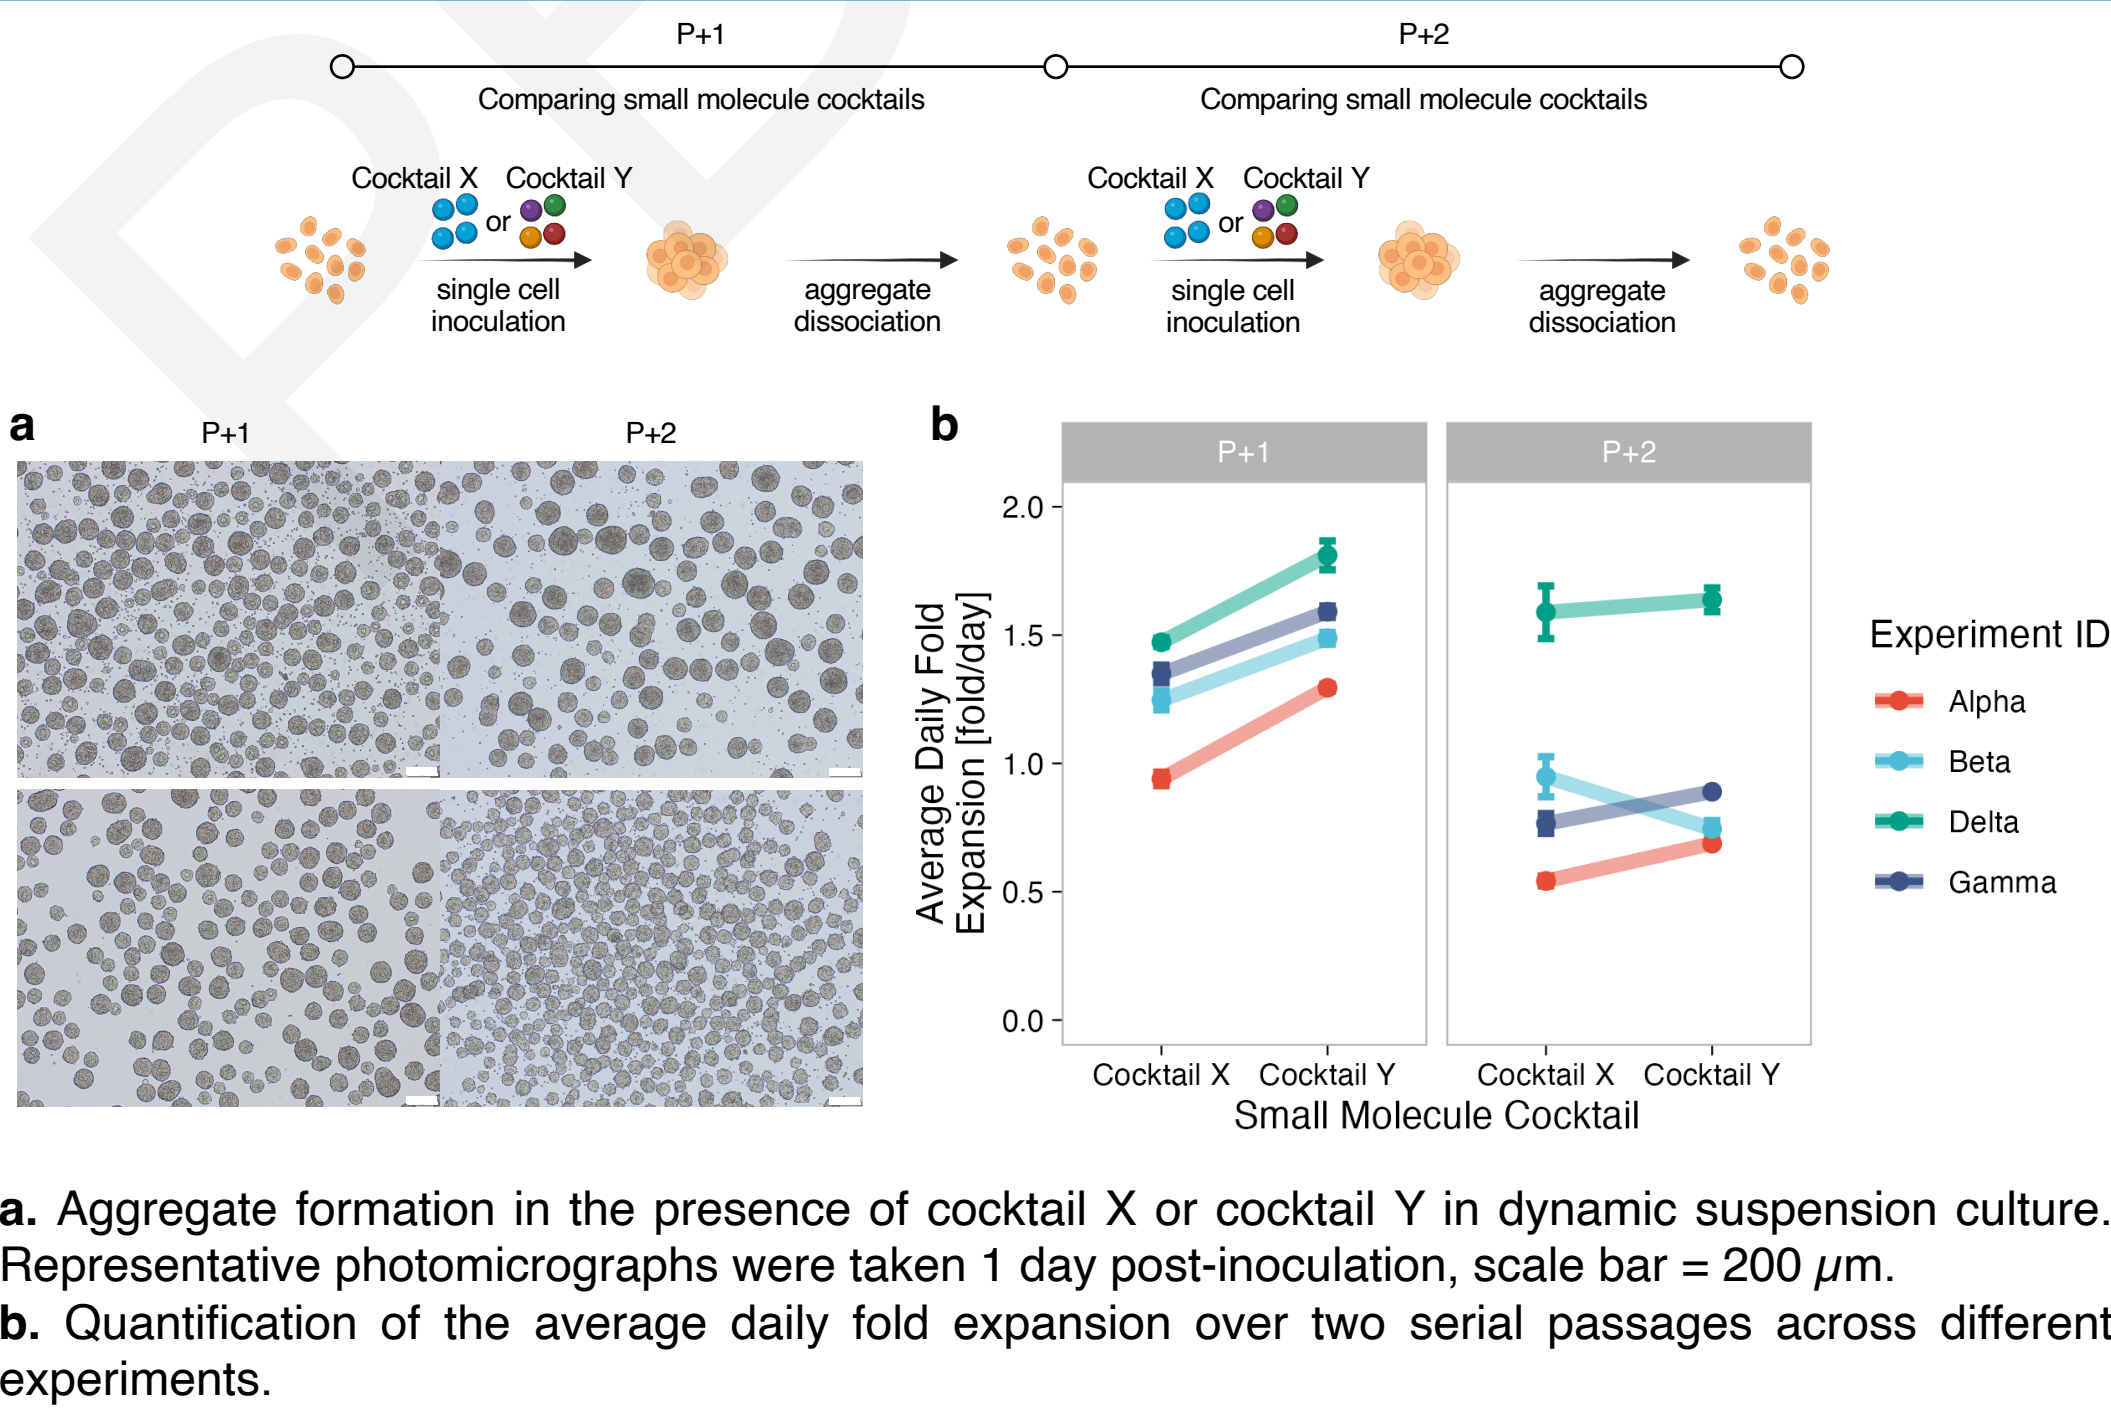 P+1
P+2
Comparing small molecule cocktails
Comparing small molecule cocktails
Cocktail X
Cocktail Y
or
single cell
inoculation
aggregate
dissociation
Cocktail X
Cocktail Y
or
single cell
inoculation
aggregate
dissociation
a
P+1
P+2
b
P+1
P+2
Average Daily Fold
Expansion [fold/day]
2.0
1.5
1.0
0.5
0.0
Cocktail X
Cocktail Y
Cocktail X
Cocktail Y
Small Molecule Cocktail
Experiment ID
Alpha
Beta
Delta
Gamma
a. Aggregate formation in the presence of cocktail X or cocktail Y in dynamic suspension culture.
Representative photomicrographs were taken 1 day post-inoculation, scale bar = 200 µm.
b. Quantification of the average daily fold expansion over two serial passages across different
experiments.